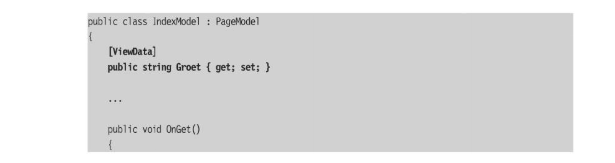 public class IndexModel : PageModel
{
[ViewData]
public string Groet { get; set; }
...
public void OnGet()
{